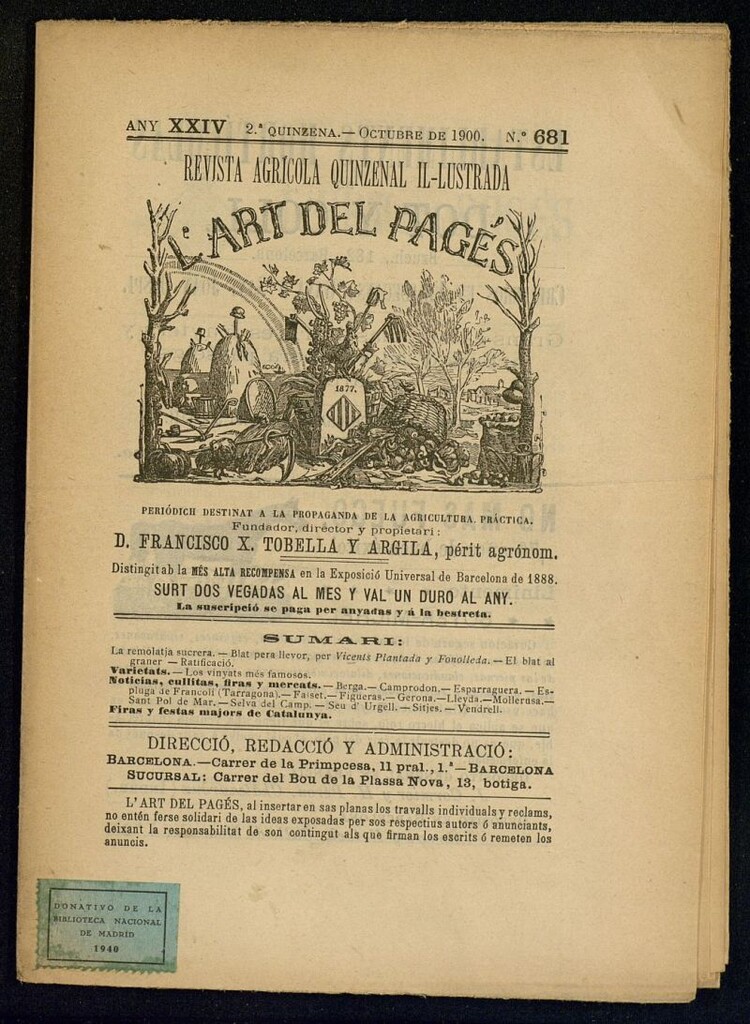 ANY XXIV 2.ª QUINZENA.—OCTUBRE DE 1900. N.º 681
REVISTA AGRÍCOLA QUINZENAL IL-LUSTRADA
L'ART DEL PAGÉS
1877.
PERIÓDICH DESTINAT A LA PROPAGANDA DE LA AGRICULTURA PRÁCTICA.
Fundador, director y propietari:
D. FRANCISCO X. TOBELLA Y ARGILA, périt agrónom.
Distingit ab la MÉS ALTA RECOMPENSA en la Exposició Universal de Barcelona de 1888.
SURT DOS VEGADAS AL MES Y VAL UN DURO AL ANY.
La suscripció se paga per anyadas y á la bestreta.
SUMARI:
La remolatja sucrera. — Blat pera llevor, per Vicents Plantada y Fonolleda. — El blat al
graner — Ratificació.
Varietats. — Los vinyats més famosos.
Noticias, cullitas, firas y mercats. — Berga. — Camprodon. — Esparraguera. — Es-
pluga de Francolí (Tarragona). — Falset. — Figueras. — Gerona. — Lleyda. — Mollerusa. —
Sant Pol de Mar. — Selva del Camp. — Seu d' Urgell. — Sitjes. — Vendrell.
Firas y festas majors de Catalunya.
DIRECCIÓ, REDACCIÓ Y ADMINISTRACIÓ:
BARCELONA.—Carrer de la Primpcesa, 11 pral., 1.ª—BARCELONA
SUCURSAL: Carrer del Bou de la Plassa Nova, 13, botiga.
L'ART DEL PAGÉS, al insertar en sas planas los travalls individuals y reclams,
no entén ferse solidari de las ideas exposadas per sos respectius autors ó anunciants,
deixant la responsabilitat de son contingut als que firman los escrits ó remeten los
anuncis.
DONATIVO DE LA
BIBLIOTECA NACIONAL
DE MADRID
1940